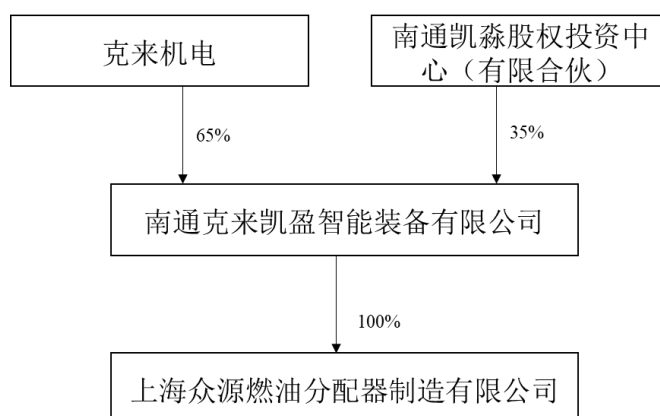 克来机电
南通凯淼股权投资中
心（有限合伙）
65%
35%
南通克来凯盈智能装备有限公司
100%
上海众源燃油分配器制造有限公司